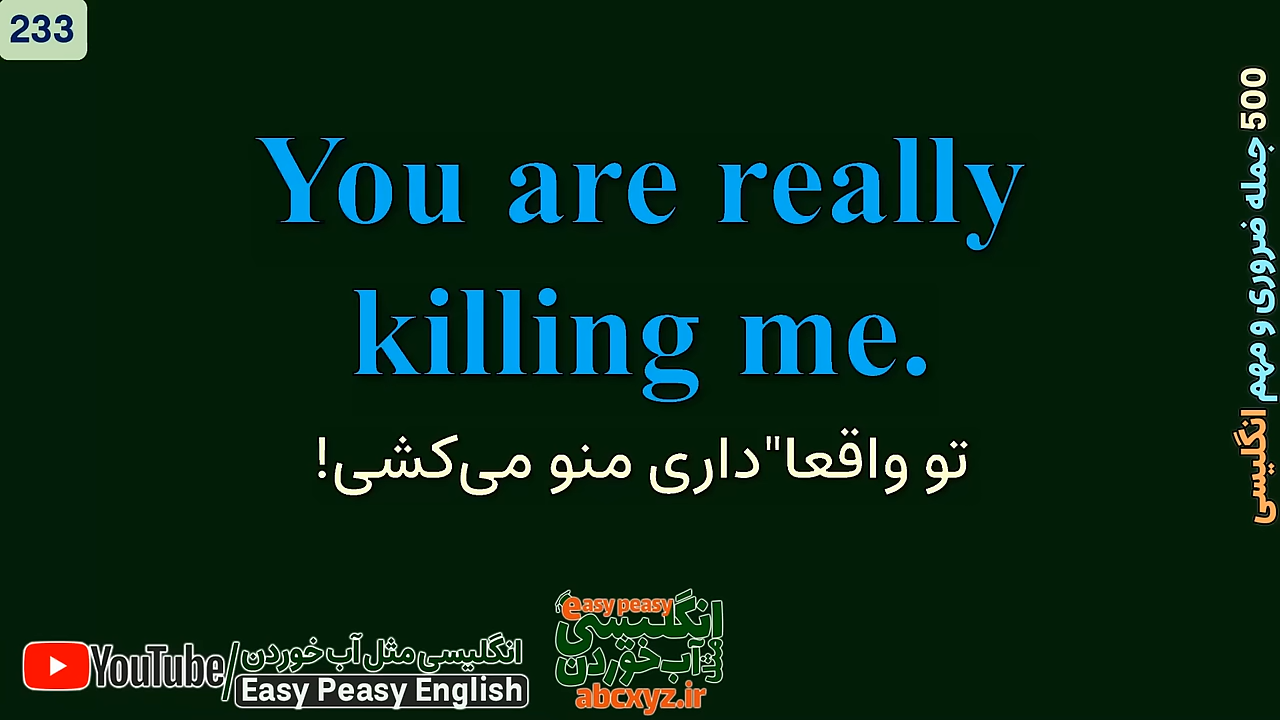 233
You are really
killing me.
تو واقعا"داری منو می‌کشی!
500 جمله ضروری و مهم انگلیسی
YouTube/انگلیسی مثل آب خوردن
Easy Peasy English
easy peasy
انگلیسی
مثل آب خوردن
abcxyz.ir